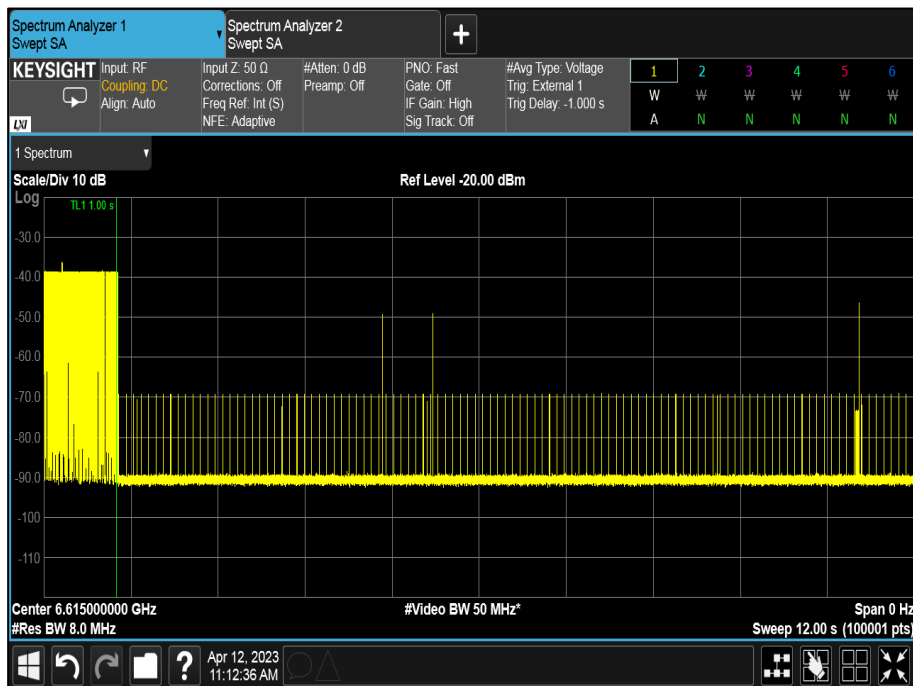 Spectrum Analyzer 1
Swept SA
Spectrum Analyzer 2
Swept SA
+
KEYSIGHT
LXI
Input: RF
Coupling: DC
Align: Auto
Input Z: 50 Ω
Corrections: Off
Freq Ref: Int (S)
NFE: Adaptive
#Atten: 0 dB
Preamp: Off
PNO: Fast
Gate: Off
IF Gain: High
Sig Track: Off
#Avg Type: Voltage
Trig: External 1
Trig Delay: -1.000 s
1 2 3 4 5 6
W W W W W W
A N N N N N
1 Spectrum
Scale/Div 10 dB
Ref Level -20.00 dBm
Log
TL1 1.00 s
-30.0
-40.0
-50.0
-60.0
-70.0
-80.0
-90.0
-100
-110
Center 6.615000000 GHz
#Video BW 50 MHz*
Span 0 Hz
#Res BW 8.0 MHz
Sweep 12.00 s (100001 pts)
?
Apr 12, 2023
11:12:36 AM